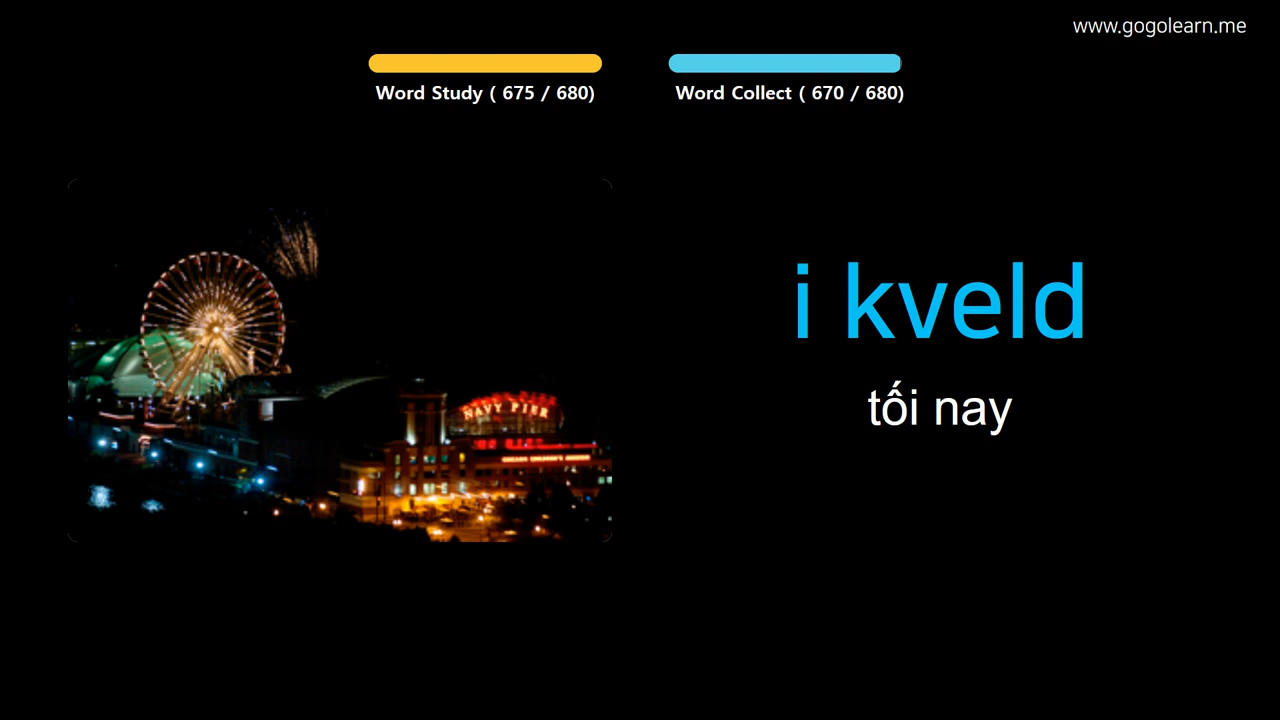 www.gogolearn.me
Word Study ( 675 / 680)
Word Collect ( 670 / 680)
i kveld
tối nay
NAVY PIER